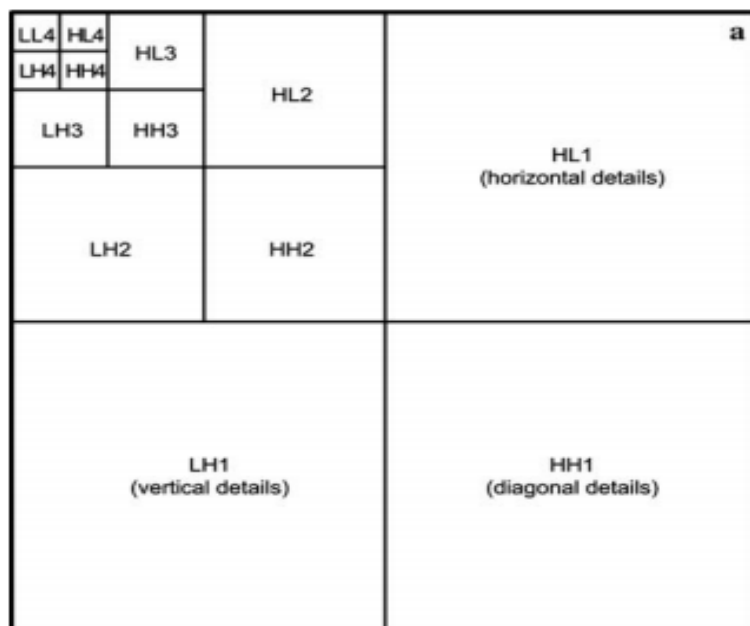 LL4 HL4
LH4 HH4
HL3
LH3
HH3
HL2
LH2
HH2
a
HL1
(horizontal details)
LH1
(vertical details)
HH1
(diagonal details)